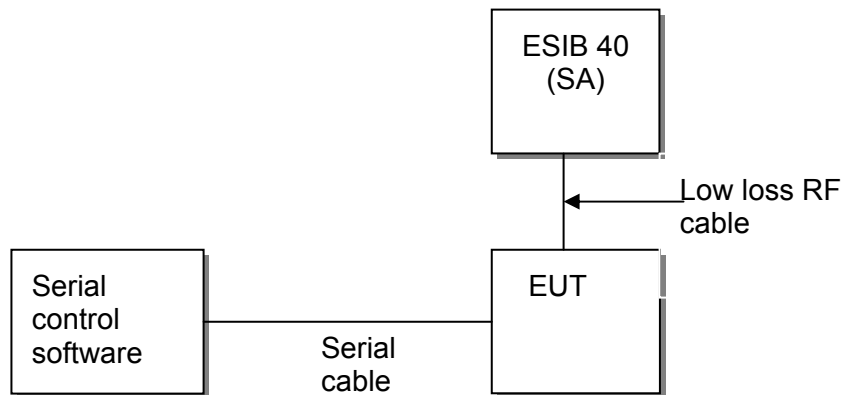 ESIB 40
(SA)
Low loss RF
cable
Serial
control
software
EUT
Serial
cable